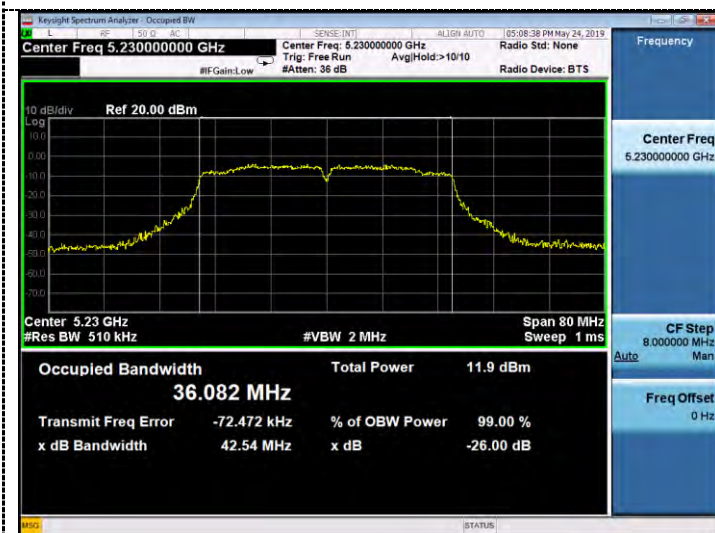 Keysight Spectrum Analyzer - Occupied BW
L RF 50 Ω AC SENSE:INT ALIGN AUTO 05:08:38 PM May 24, 2019
Center Freq 5.230000000 GHz
Center Freq: 5.230000000 GHz
Radio Std: None
Trig: Free Run Avg|Hold:>10/10
#IFGain:Low
#Atten: 36 dB
Radio Device: BTS
Frequency
10 dB/div Ref 20.00 dBm
Log
10.0
0.00
-10.0
-20.0
-30.0
-40.0
-50.0
-60.0
-70.0
Center Freq
5.230000000 GHz
Center 5.23 GHz Span 80 MHz
#Res BW 510 kHz #VBW 2 MHz Sweep 1 ms
CF Step
8.000000 MHz
Auto Man
Occupied Bandwidth Total Power 11.9 dBm
36.082 MHz
Transmit Freq Error -72.472 kHz % of OBW Power 99.00 %
x dB Bandwidth 42.54 MHz x dB -26.00 dB
Freq Offset
0 Hz
MSG STATUS